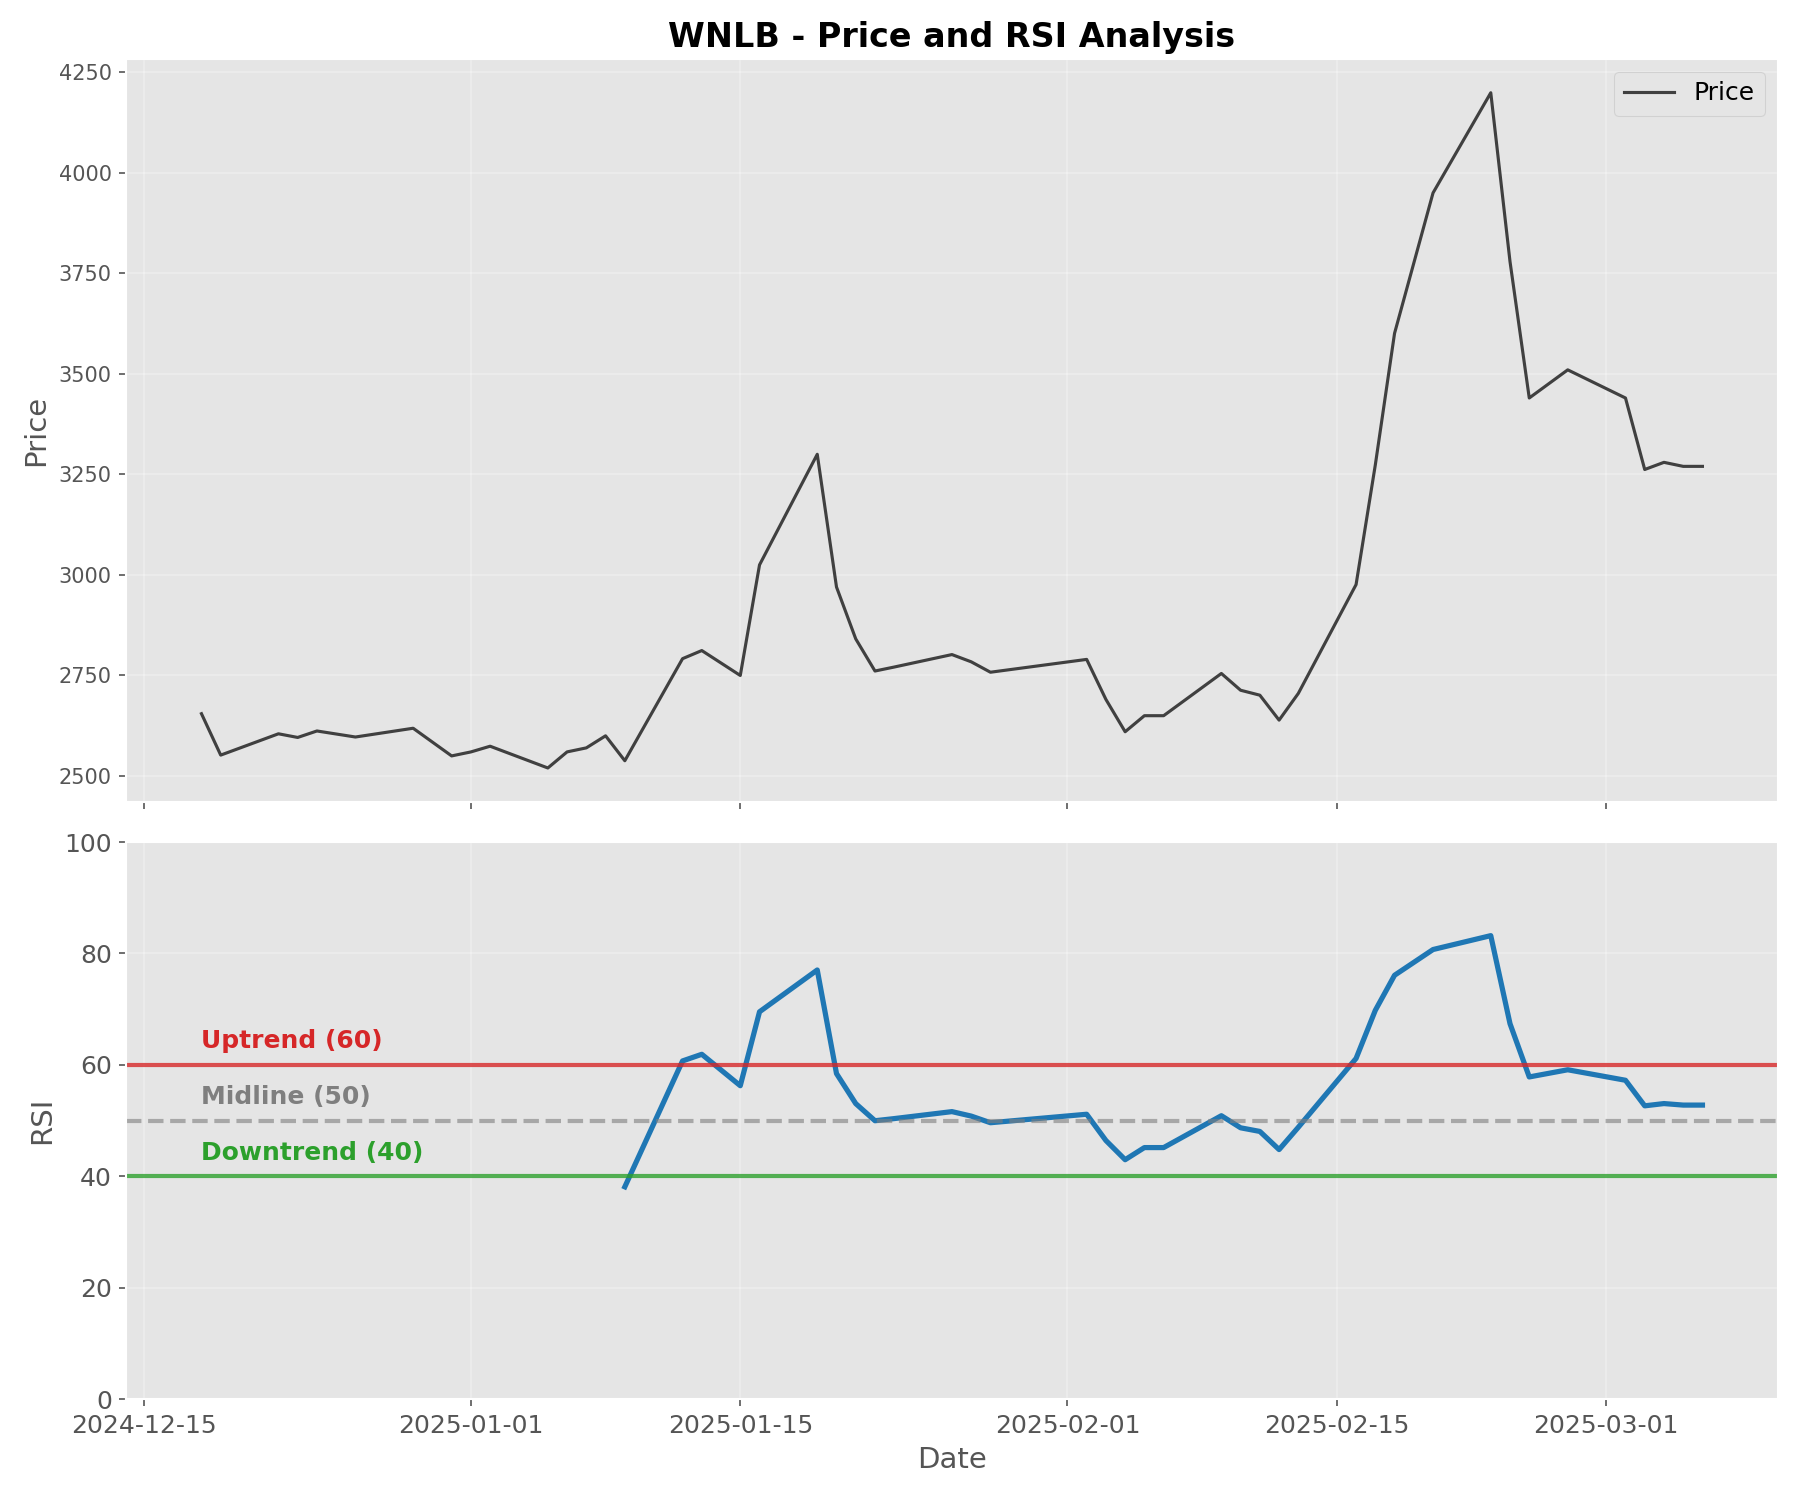 WNLB - Price and RSI Analysis
4250
4000
3750
3500
3250
3000
2750
2500
Price
Price
100
80
60
40
20
0
RSI
Uptrend (60)
Midline (50)
Downtrend (40)
2024-12-15 2025-01-01 2025-01-15 2025-02-01 2025-02-15 2025-03-01
Date